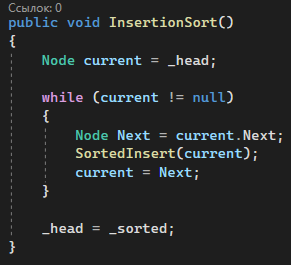 Ссылок: 0
public void InsertionSort()
{
    Node current = _head;

    while (current != null)
    {
        Node Next = current.Next;
        SortedInsert(current);
        current = Next;
    }

    _head = _sorted;
}